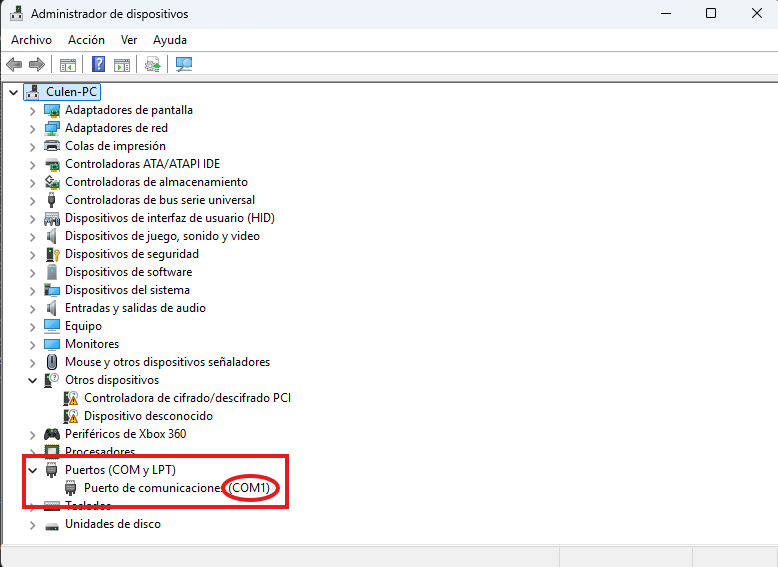 Administrador de dispositivos
Archivo Acción Ver Ayuda
Culen-PC
Adaptadores de pantalla
Adaptadores de red
Colas de impresión
Controladoras ATA/ATAPI IDE
Controladoras de almacenamiento
Controladoras de bus serie universal
Dispositivos de interfaz de usuario (HID)
Dispositivos de juego, sonido y video
Dispositivos de seguridad
Dispositivos de software
Dispositivos del sistema
Entradas y salidas de audio
Equipo
Monitores
Mouse y otros dispositivos señaladores
Otros dispositivos
Controladora de cifrado/descifrado PCI
Dispositivo desconocido
Periféricos de Xbox 360
Procesadores
Puertos (COM y LPT)
Puerto de comunicaciones (COM1)
Teclados
Unidades de disco